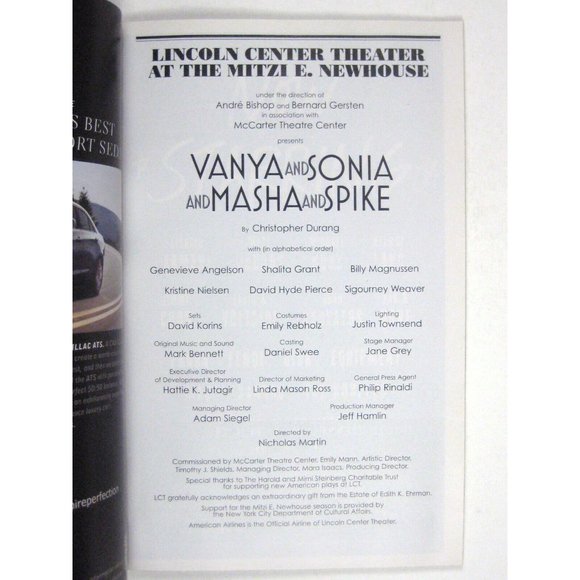 LINCOLN CENTER THEATER
AT THE MITZI E. NEWHOUSE
under the direction of
André Bishop and Bernard Gersten
in association with
McCarter Theatre Center
presents
VANYA AND SONIA
AND MASHA AND SPIKE
By Christopher Durang
with (in alphabetical order)
Genevieve Angelson Shalita Grant Billy Magnussen
Kristine Nielsen David Hyde Pierce Sigourney Weaver
Sets Costumes Lighting
David Korins Emily Rebholz Justin Townsend
Original Music and Sound Casting Stage Manager
Mark Bennett Daniel Swee Jane Grey
Executive Director
of Development & Planning Director of Marketing General Press Agent
Hattie K. Jutagir Linda Mason Ross Philip Rinaldi
Managing Director Production Manager
Adam Siegel Jeff Hamlin
Directed by
Nicholas Martin
Commissioned by McCarter Theatre Center, Emily Mann, Artistic Director,
Timothy J. Shields, Managing Director, Mara Isaacs, Producing Director.
Special thanks to The Harold and Mimi Steinberg Charitable Trust
for supporting new American plays at LCT.
LCT gratefully acknowledges an extraordinary gift from the Estate of Edith K. Ehrman.
Support for the Mitzi E. Newhouse season is provided by
the New York City Department of Cultural Affairs.
American Airlines is the Official Airline of Lincoln Center Theater.
'S BEST
ORT SED
LLAC ATS.
aireperfection